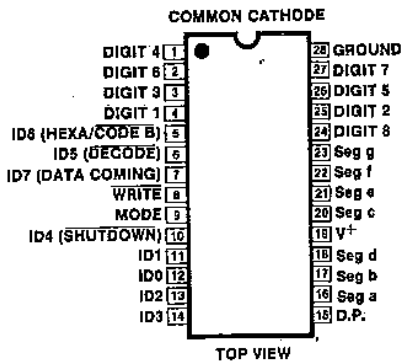 COMMON CATHODE
DIGIT 4 1
DIGIT 6 2
DIGIT 3 3
DIGIT 1 4
ID6 (HEXA/CODE B) 5
ID5 (DECODE) 6
ID7 (DATA COMING) 7
WRITE 8
MODE 9
ID4 (SHUTDOWN) 10
ID1 11
ID0 12
ID2 13
ID3 14
28 GROUND
27 DIGIT 7
26 DIGIT 5
25 DIGIT 2
24 DIGIT 8
23 Seg g
22 Seg f
21 Seg e
20 Seg c
19 V+
18 Seg d
17 Seg b
16 Seg a
15 D.P.
TOP VIEW